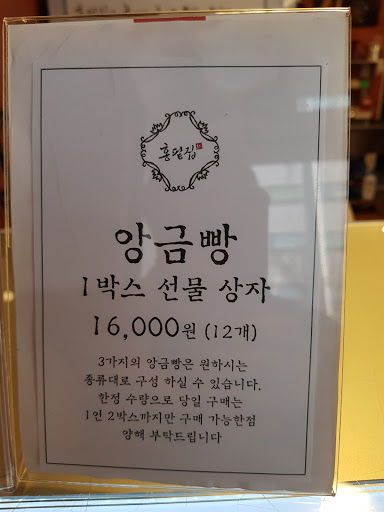 홍팥집
앙금빵
1박스 선물 상자
16,000원 (12개)
3가지의 앙금빵은 원하시는
종류대로 구성 하실 수 있습니다.
한정 수량으로 당일 구매는
1인 2박스까지만 구매 가능한점
양해 부탁드립니다